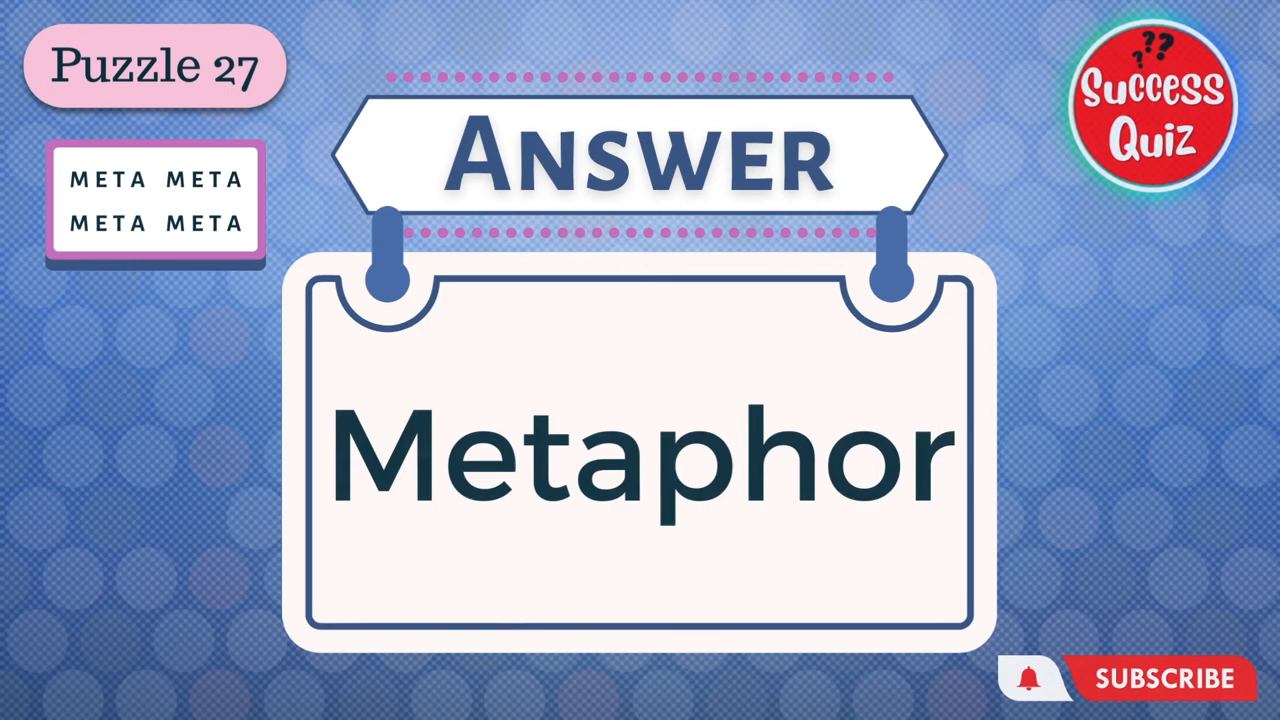 Puzzle 27
META META
META META
ANSWER
Metaphor
???
Success
Quiz
SUBSCRIBE